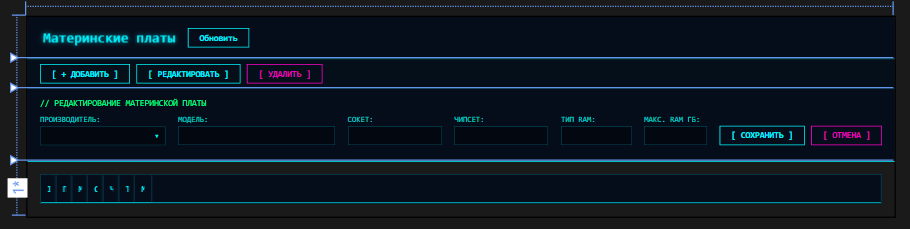 Материнские платы
Обновить
[ + ДОБАВИТЬ ] [ РЕДАКТИРОВАТЬ ] [ УДАЛИТЬ ]
// РЕДАКТИРОВАНИЕ МАТЕРИНСКОЙ ПЛАТЫ
ПРОИЗВОДИТЕЛЬ: МОДЕЛЬ: СОКЕТ: ЧИПСЕТ: ТИП RAM: МАКС. RAM ГБ:
[ СОХРАНИТЬ ] [ ОТМЕНА ]